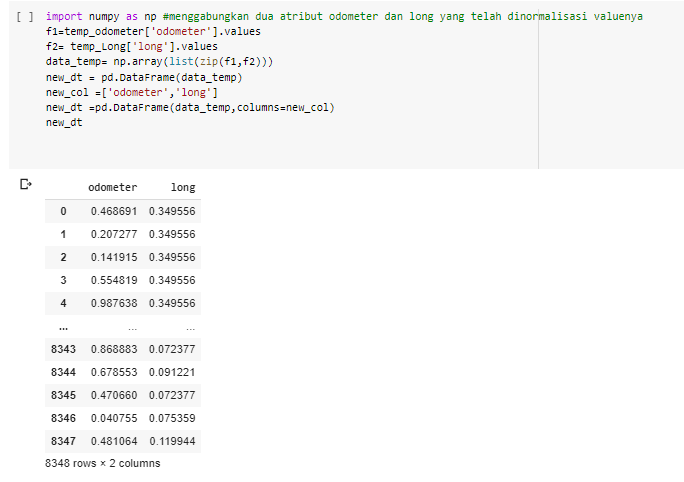 [ ] import numpy as np #menggabungkan dua atribut odometer dan long yang telah dinormalisasi valuenya
f1=temp_odometer['odometer'].values
f2= temp_Long['long'].values
data_temp= np.array(list(zip(f1,f2)))
new_dt = pd.DataFrame(data_temp)
new_col =['odometer','long']
new_dt =pd.DataFrame(data_temp,columns=new_col)
new_dt
odometer long
0 0.468691 0.349556
1 0.207277 0.349556
2 0.141915 0.349556
3 0.554819 0.349556
4 0.987638 0.349556
... ... ...
8343 0.868883 0.072377
8344 0.678553 0.091221
8345 0.470660 0.072377
8346 0.040755 0.075359
8347 0.481064 0.119944
8348 rows × 2 columns